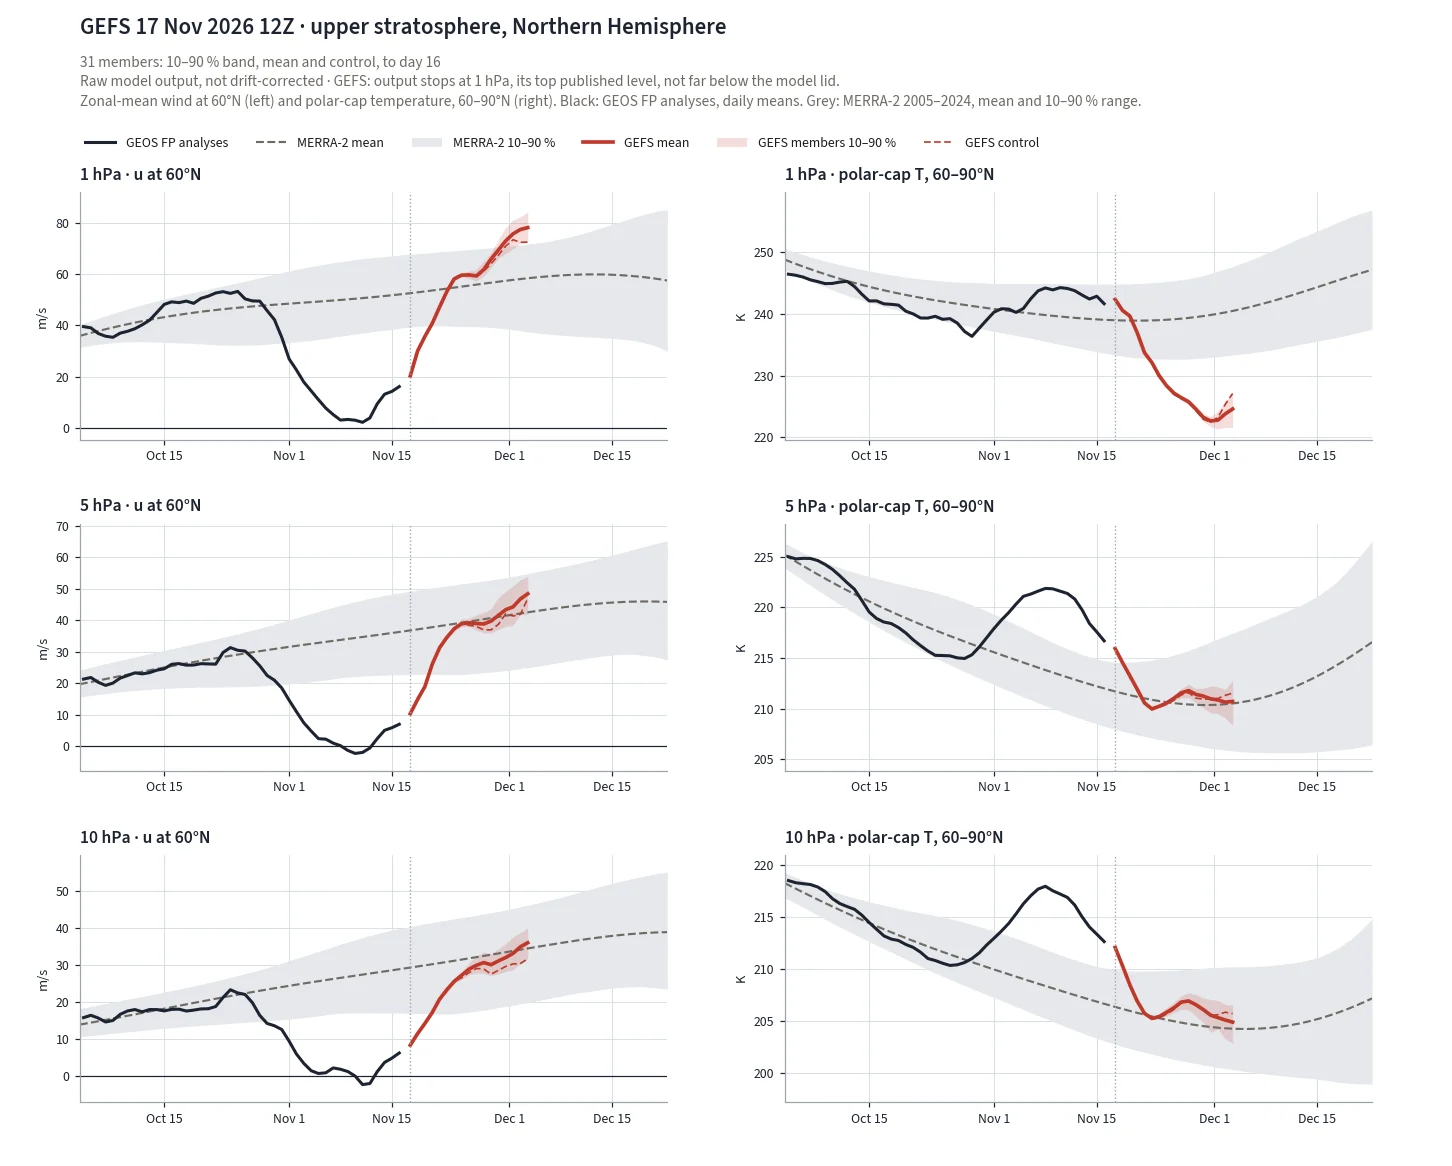 GEFS 17 Nov 2026 12Z · upper stratosphere, Northern Hemisphere
31 members: 10–90 % band, mean and control, to day 16
Raw model output, not drift-corrected · GEFS: output stops at 1 hPa, its top published level, not far below the model lid.
Zonal-mean wind at 60°N (left) and polar-cap temperature, 60–90°N (right). Black: GEOS FP analyses, daily means. Grey: MERRA-2 2005–2024, mean and 10–90 % range.
GEOS FP analyses MERRA-2 mean MERRA-2 10–90 % GEFS mean GEFS members 10–90 % GEFS control
1 hPa · u at 60°N
m/s
80
60
40
20
0
Oct 15 Nov 1 Nov 15 Dec 1 Dec 15
1 hPa · polar-cap T, 60–90°N
K
250
240
230
220
Oct 15 Nov 1 Nov 15 Dec 1 Dec 15
5 hPa · u at 60°N
m/s
70
60
50
40
30
20
10
0
Oct 15 Nov 1 Nov 15 Dec 1 Dec 15
5 hPa · polar-cap T, 60–90°N
K
225
220
215
210
205
Oct 15 Nov 1 Nov 15 Dec 1 Dec 15
10 hPa · u at 60°N
m/s
50
40
30
20
10
0
Oct 15 Nov 1 Nov 15 Dec 1 Dec 15
10 hPa · polar-cap T, 60–90°N
K
220
215
210
205
200
Oct 15 Nov 1 Nov 15 Dec 1 Dec 15